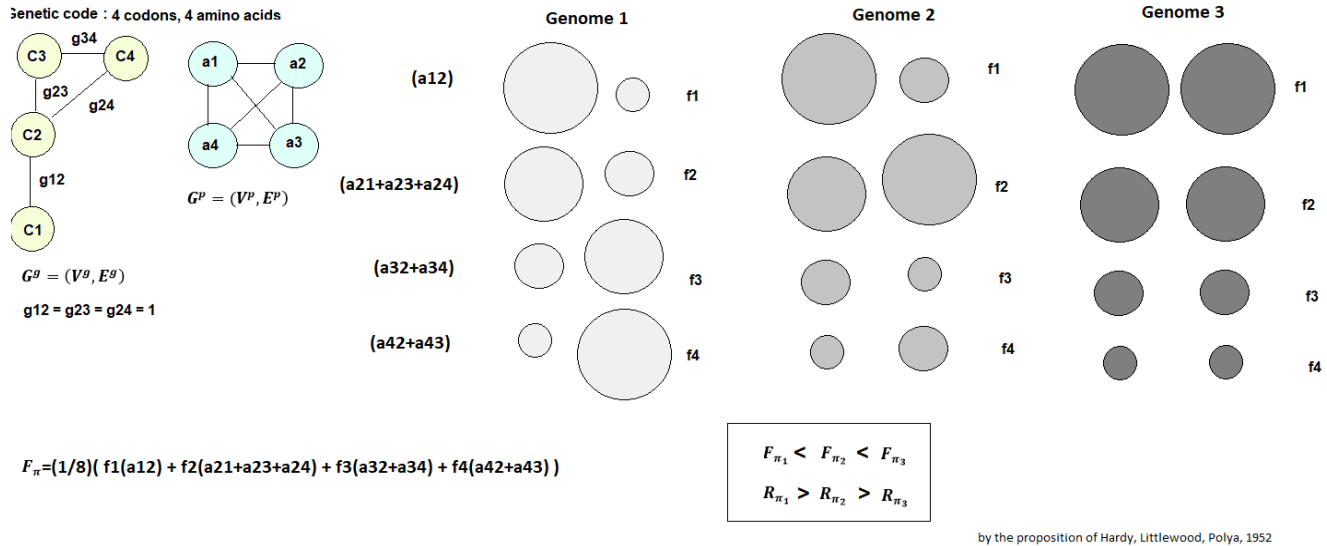 Genetic code : 4 codons, 4 amino acids
C3
g34
C4
g23
g24
C2
g12
C1
G^g = (V^g, E^g)
g12 = g23 = g24 = 1
a1
a2
a4
a3
G^p = (V^p, E^p)
Genome 1
Genome 2
Genome 3
(a12)
f1
f1
f1
(a21+a23+a24)
f2
f2
f2
(a32+a34)
f3
f3
f3
(a42+a43)
f4
f4
f4
F_π=(1/8)( f1(a12) + f2(a21+a23+a24) + f3(a32+a34) + f4(a42+a43) )
F_π₁ < F_π₂ < F_π₃
R_π₁ > R_π₂ > R_π₃
by the proposition of Hardy, Littlewood, Polya, 1952